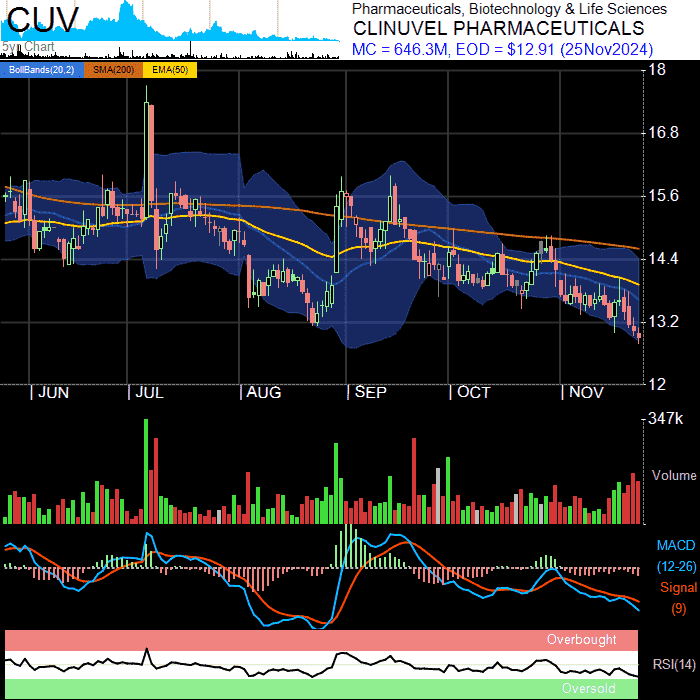 CUV
5yr Chart
Pharmaceuticals, Biotechnology & Life Sciences
CLINUVEL PHARMACEUTICALS
MC = 646.3M, EOD = $12.91 (25Nov2024)
BollBands(20,2) SMA(200) EMA(50)
18
16.8
15.6
14.4
13.2
12
JUN JUL AUG SEP OCT NOV
347k
Volume
MACD
(12-26)
Signal
(9)
Overbought
RSI(14)
Oversold